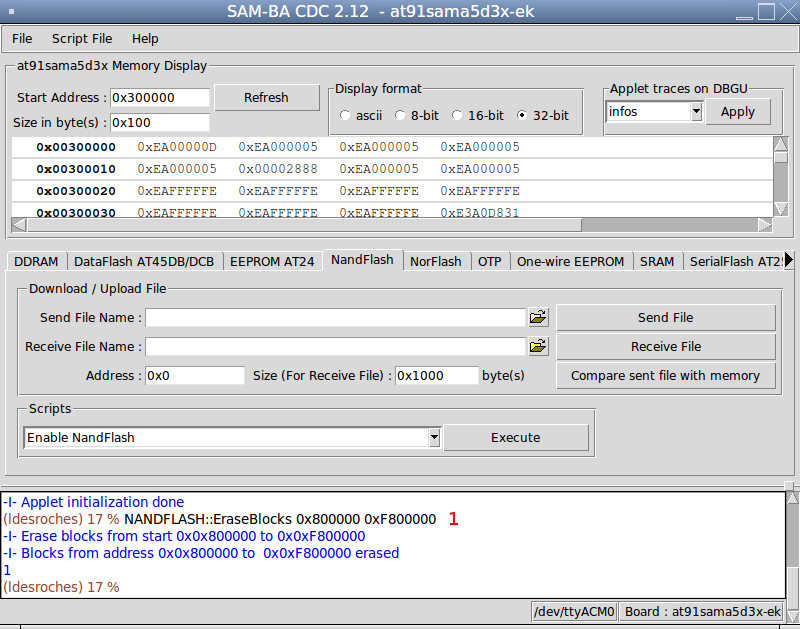 SAM-BA CDC 2.12 - at91sama5d3x-ek
File Script File Help
at91sama5d3x Memory Display
Start Address : 0x300000 Refresh
Size in byte(s) : 0x100
Display format
ascii 8-bit 16-bit 32-bit
Applet traces on DBGU
infos Apply
0x00300000 0xEA00000D 0xEA000005 0xEA000005 0xEA000005
0x00300010 0xEA000005 0x00002888 0xEA000005 0xEA000005
0x00300020 0xEAFFFFFE 0xEAFFFFFE 0xEAFFFFFE 0xEAFFFFFE
0x00300030 0xEAFFFFFE 0xEAFFFFFE 0xEAFFFFFE 0xE3A0D831
DDRAM DataFlash AT45DB/DCB EEPROM AT24 NandFlash NorFlash OTP One-wire EEPROM SRAM SerialFlash AT25
Download / Upload File
Send File Name : Send File
Receive File Name : Receive File
Address : 0x0 Size (For Receive File) : 0x1000 byte(s) Compare sent file with memory
Scripts
Enable NandFlash Execute
-I- Applet initialization done
(ldesroches) 17 % NANDFLASH::EraseBlocks 0x800000 0xF800000 1
-I- Erase blocks from start 0x0x800000 to 0x0xF800000
-I- Blocks from address 0x0x800000 to 0x0xF800000 erased
1
(ldesroches) 17 %
/dev/ttyACM0 Board : at91sama5d3x-ek